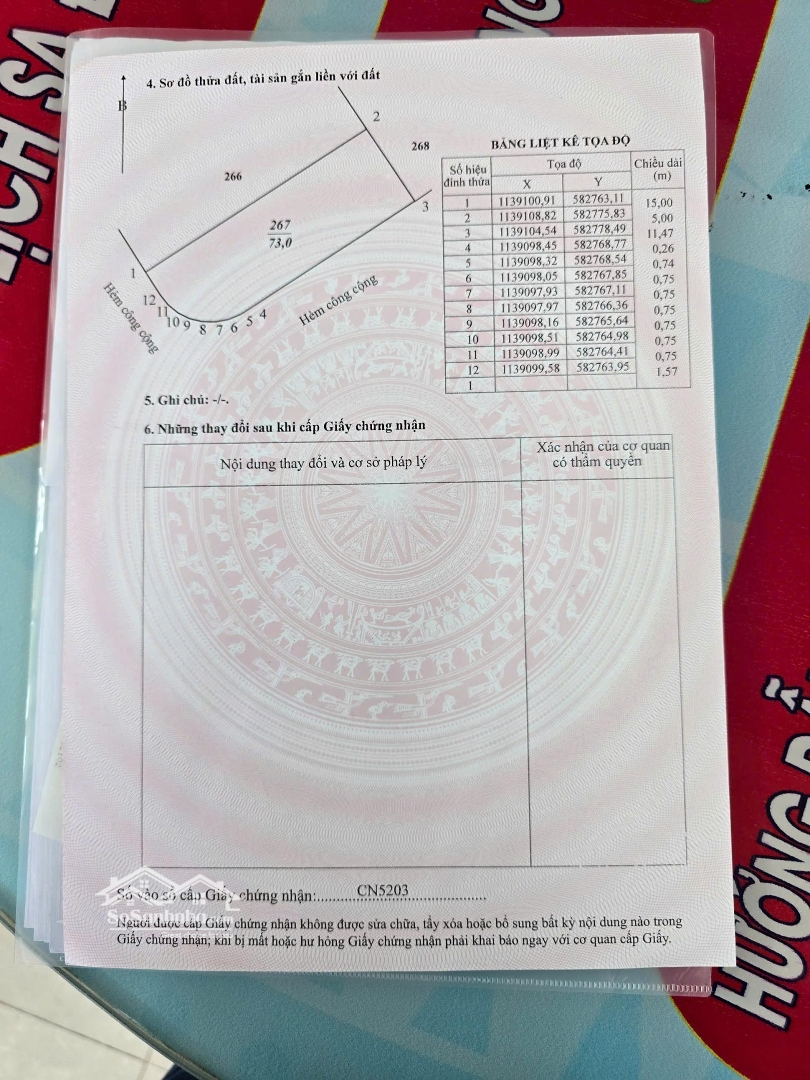 LỊCH SA
NG
4. Sơ đồ thửa đất, tài sản gắn liền với đất
B
2
268
266
3
267
73,0
1
12
11
10 9 8 7 6 5 4
Hẻm công cộng
Hẻm công cộng
BẢNG LIỆT KÊ TỌA ĐỘ
Số hiệu đỉnh thửa Tọa độ Chiều dài (m)
X Y
1 1139100,91 582763,11
15,00
2 1139108,82 582775,83
5,00
3 1139104,54 582778,49
11,47
4 1139098,45 582768,77
0,26
5 1139098,32 582768,54
0,74
6 1139098,05 582767,85
0,75
7 1139097,93 582767,11
0,75
8 1139097,97 582766,36
0,75
9 1139098,16 582765,64
0,75
10 1139098,51 582764,98
0,75
11 1139098,99 582764,41
0,75
12 1139099,58 582763,95
1,57
1
5. Ghi chú: -/-.
6. Những thay đổi sau khi cấp Giấy chứng nhận
Nội dung thay đổi và cơ sở pháp lý
Xác nhận của cơ quan
có thẩm quyền
Số vào sổ cấp Giấy chứng nhận:....CN5203....
SoSanhnha.com
Người được cấp Giấy chứng nhận không được sửa chữa, tẩy xóa hoặc bổ sung bất kỳ nội dung nào trong
Giấy chứng nhận; khi bị mất hoặc hư hỏng Giấy chứng nhận phải khai báo ngay với cơ quan cấp Giấy.
HƯỚNG DẪ